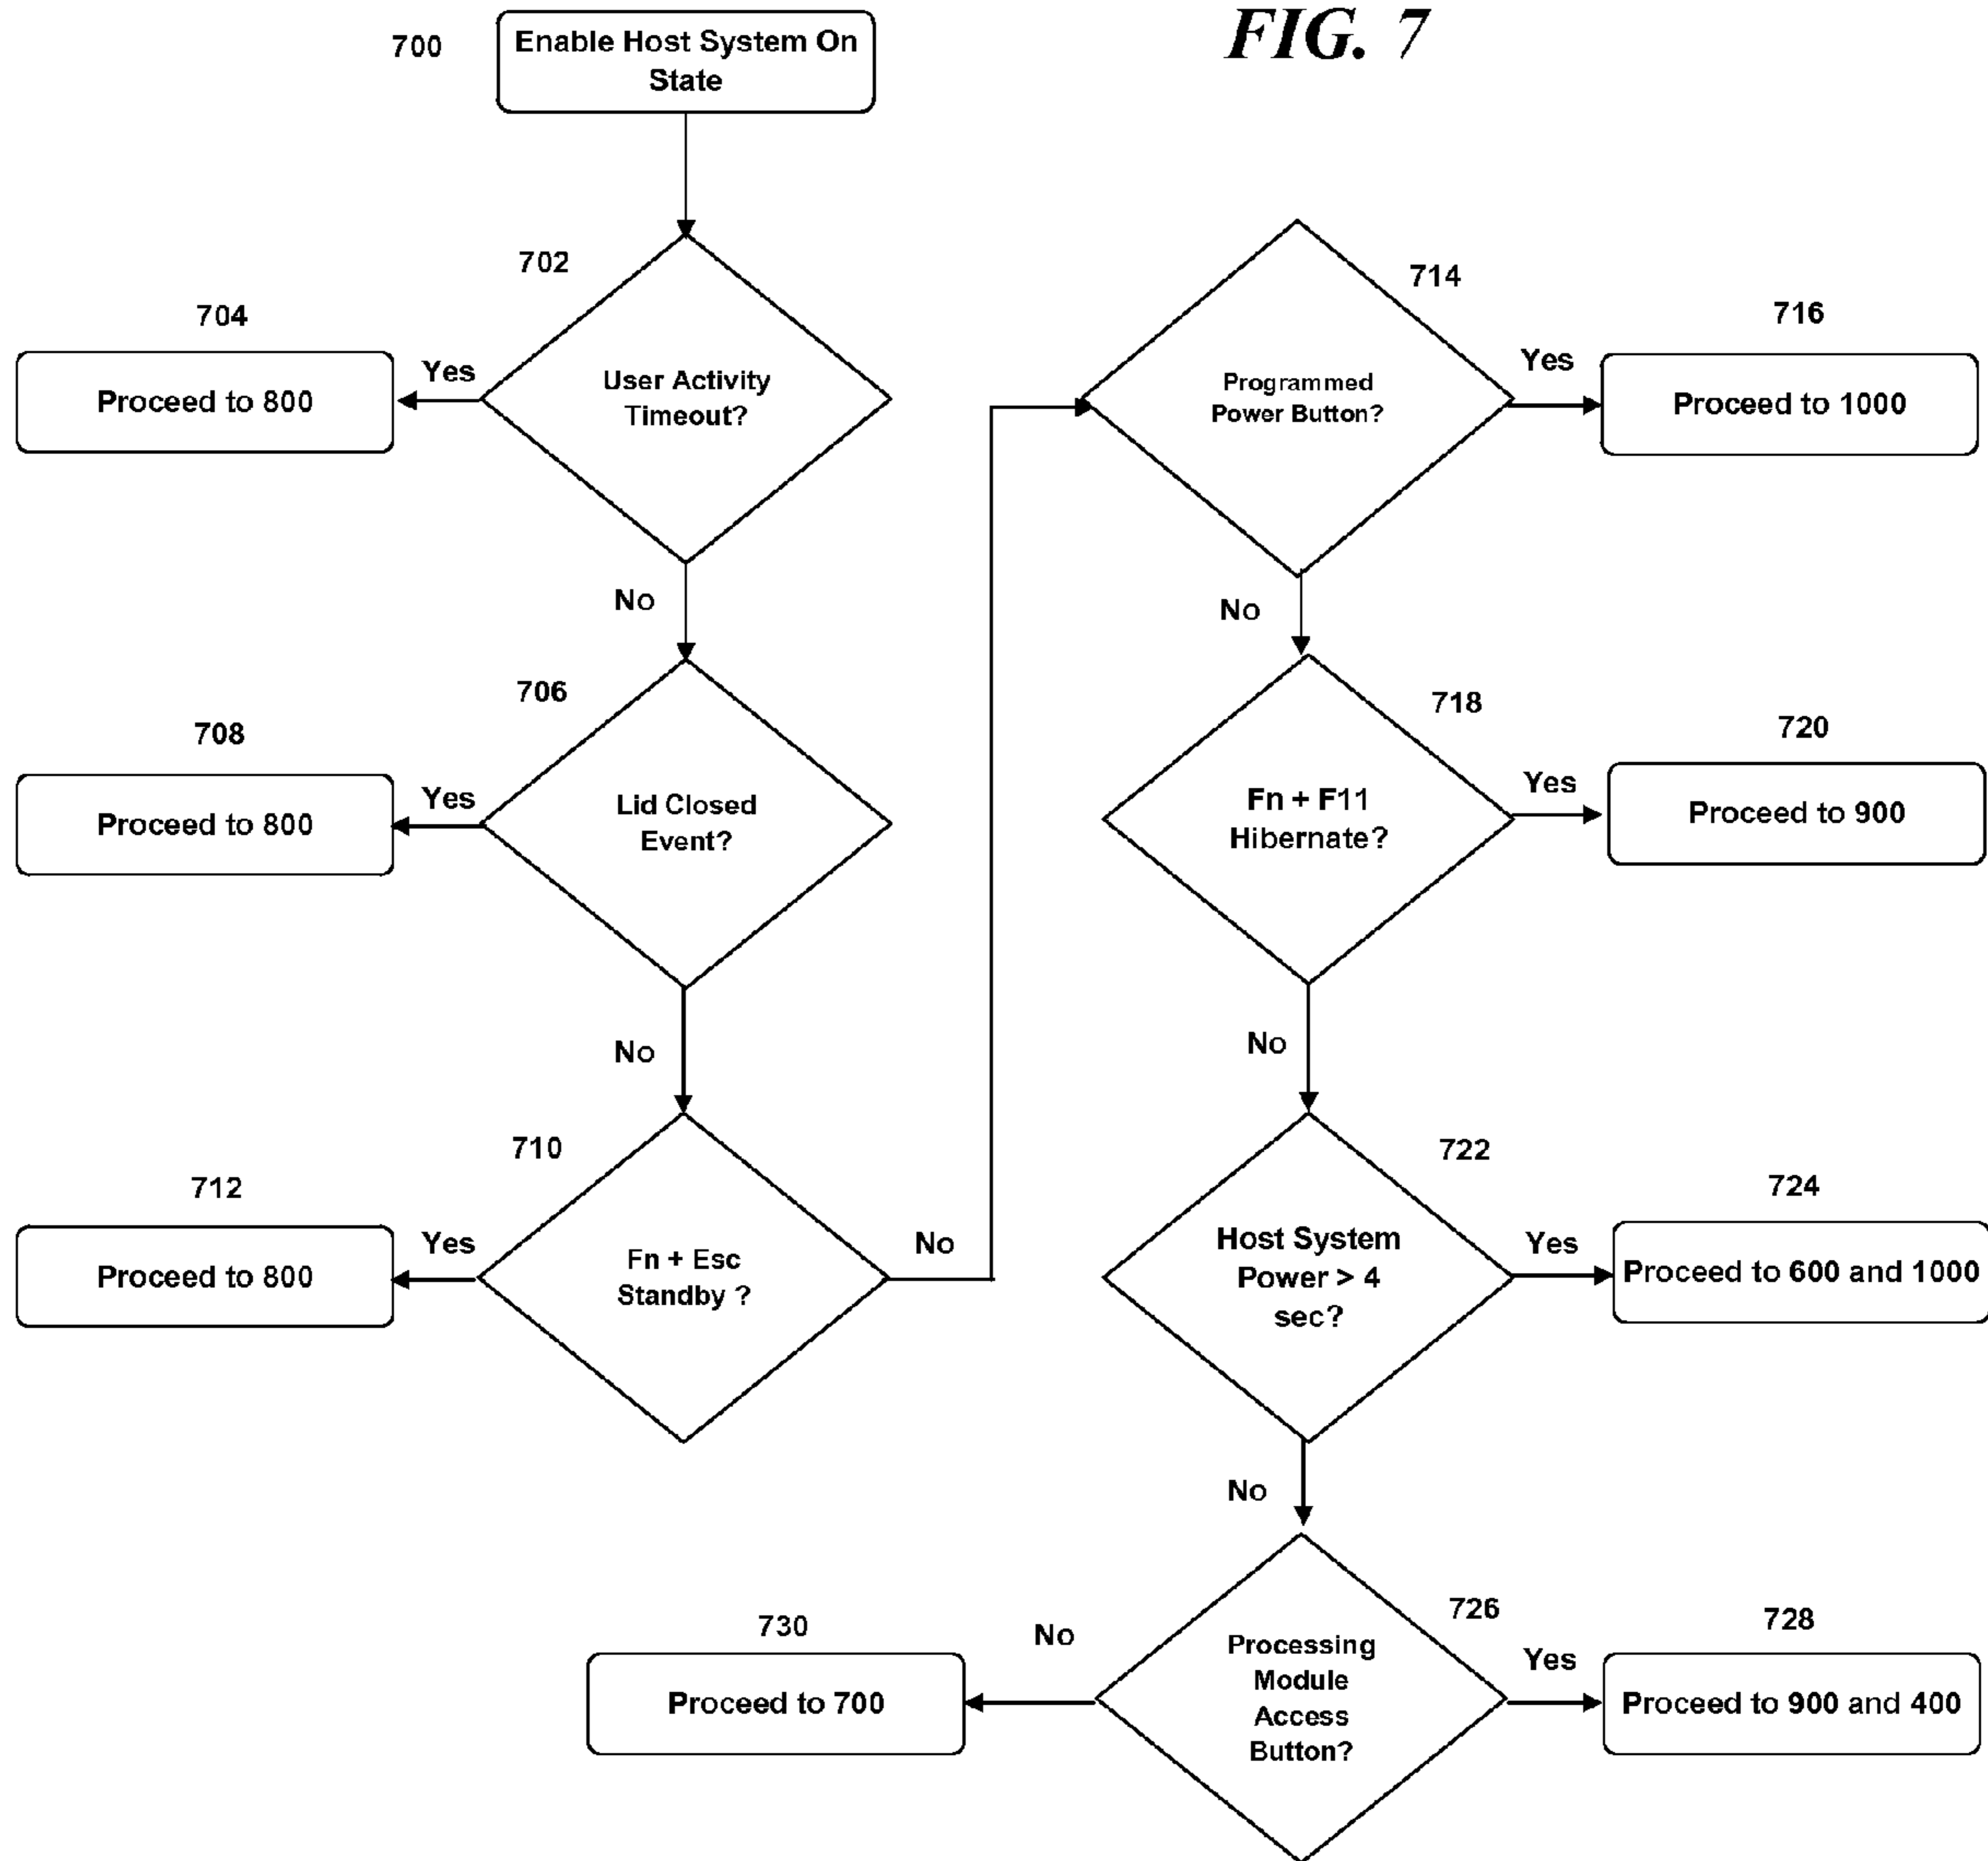 FIG. 7
700
Enable Host System On
State
702
User Activity
Timeout?
Yes
704
Proceed to 800
No
706
Lid Closed
Event?
Yes
708
Proceed to 800
No
710
Fn + Esc
Standby ?
Yes
712
Proceed to 800
No
714
Programmed
Power Button?
Yes
716
Proceed to 1000
No
718
Fn + F11
Hibernate?
Yes
720
Proceed to 900
No
722
Host System
Power > 4
sec?
Yes
724
Proceed to 600 and 1000
No
726
Processing
Module
Access
Button?
Yes
728
Proceed to 900 and 400
No
730
Proceed to 700